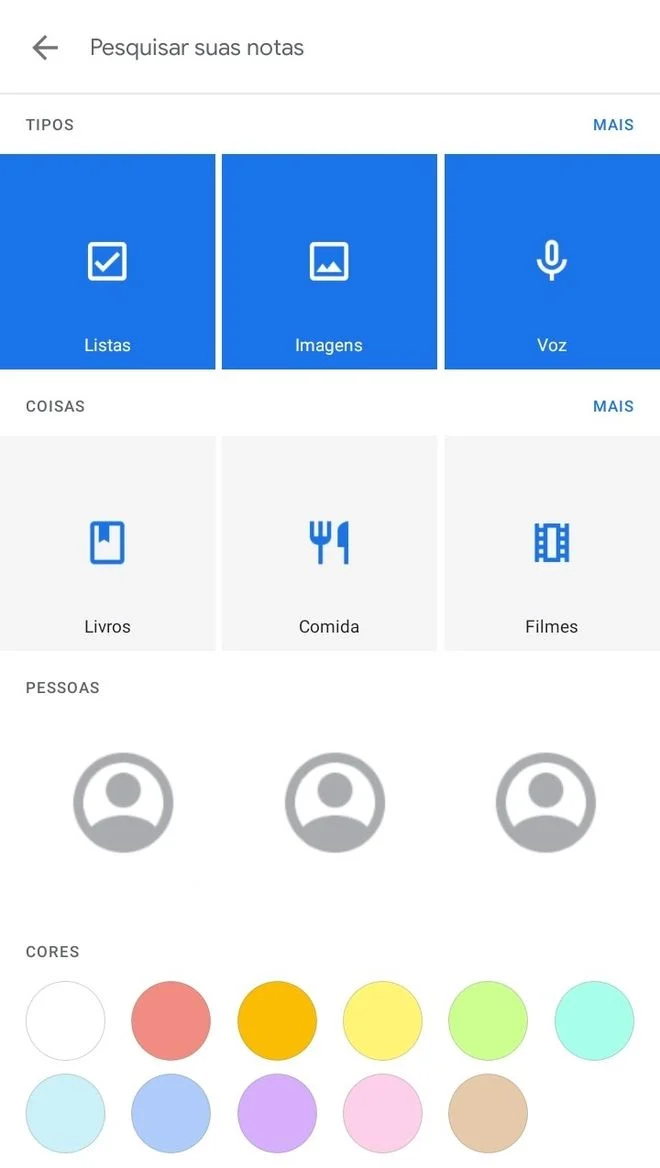 Pesquisar suas notas
TIPOS MAIS
Listas Imagens Voz
COISAS MAIS
Livros Comida Filmes
PESSOAS
CORES